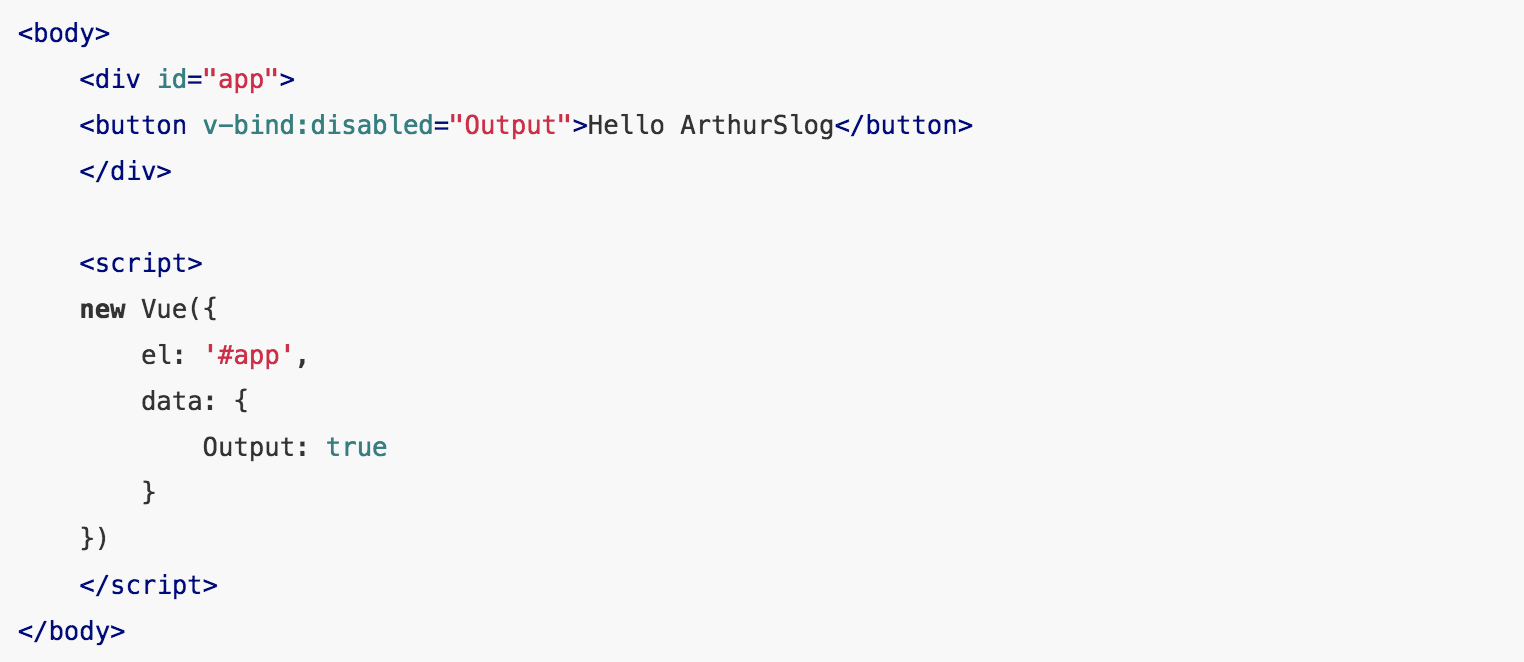 <body>
    <div id="app">
    <button v-bind:disabled="Output">Hello ArthurSlog</button>
    </div>

    <script>
    new Vue({
        el: '#app',
        data: {
            Output: true
        }
    })
    </script>
</body>